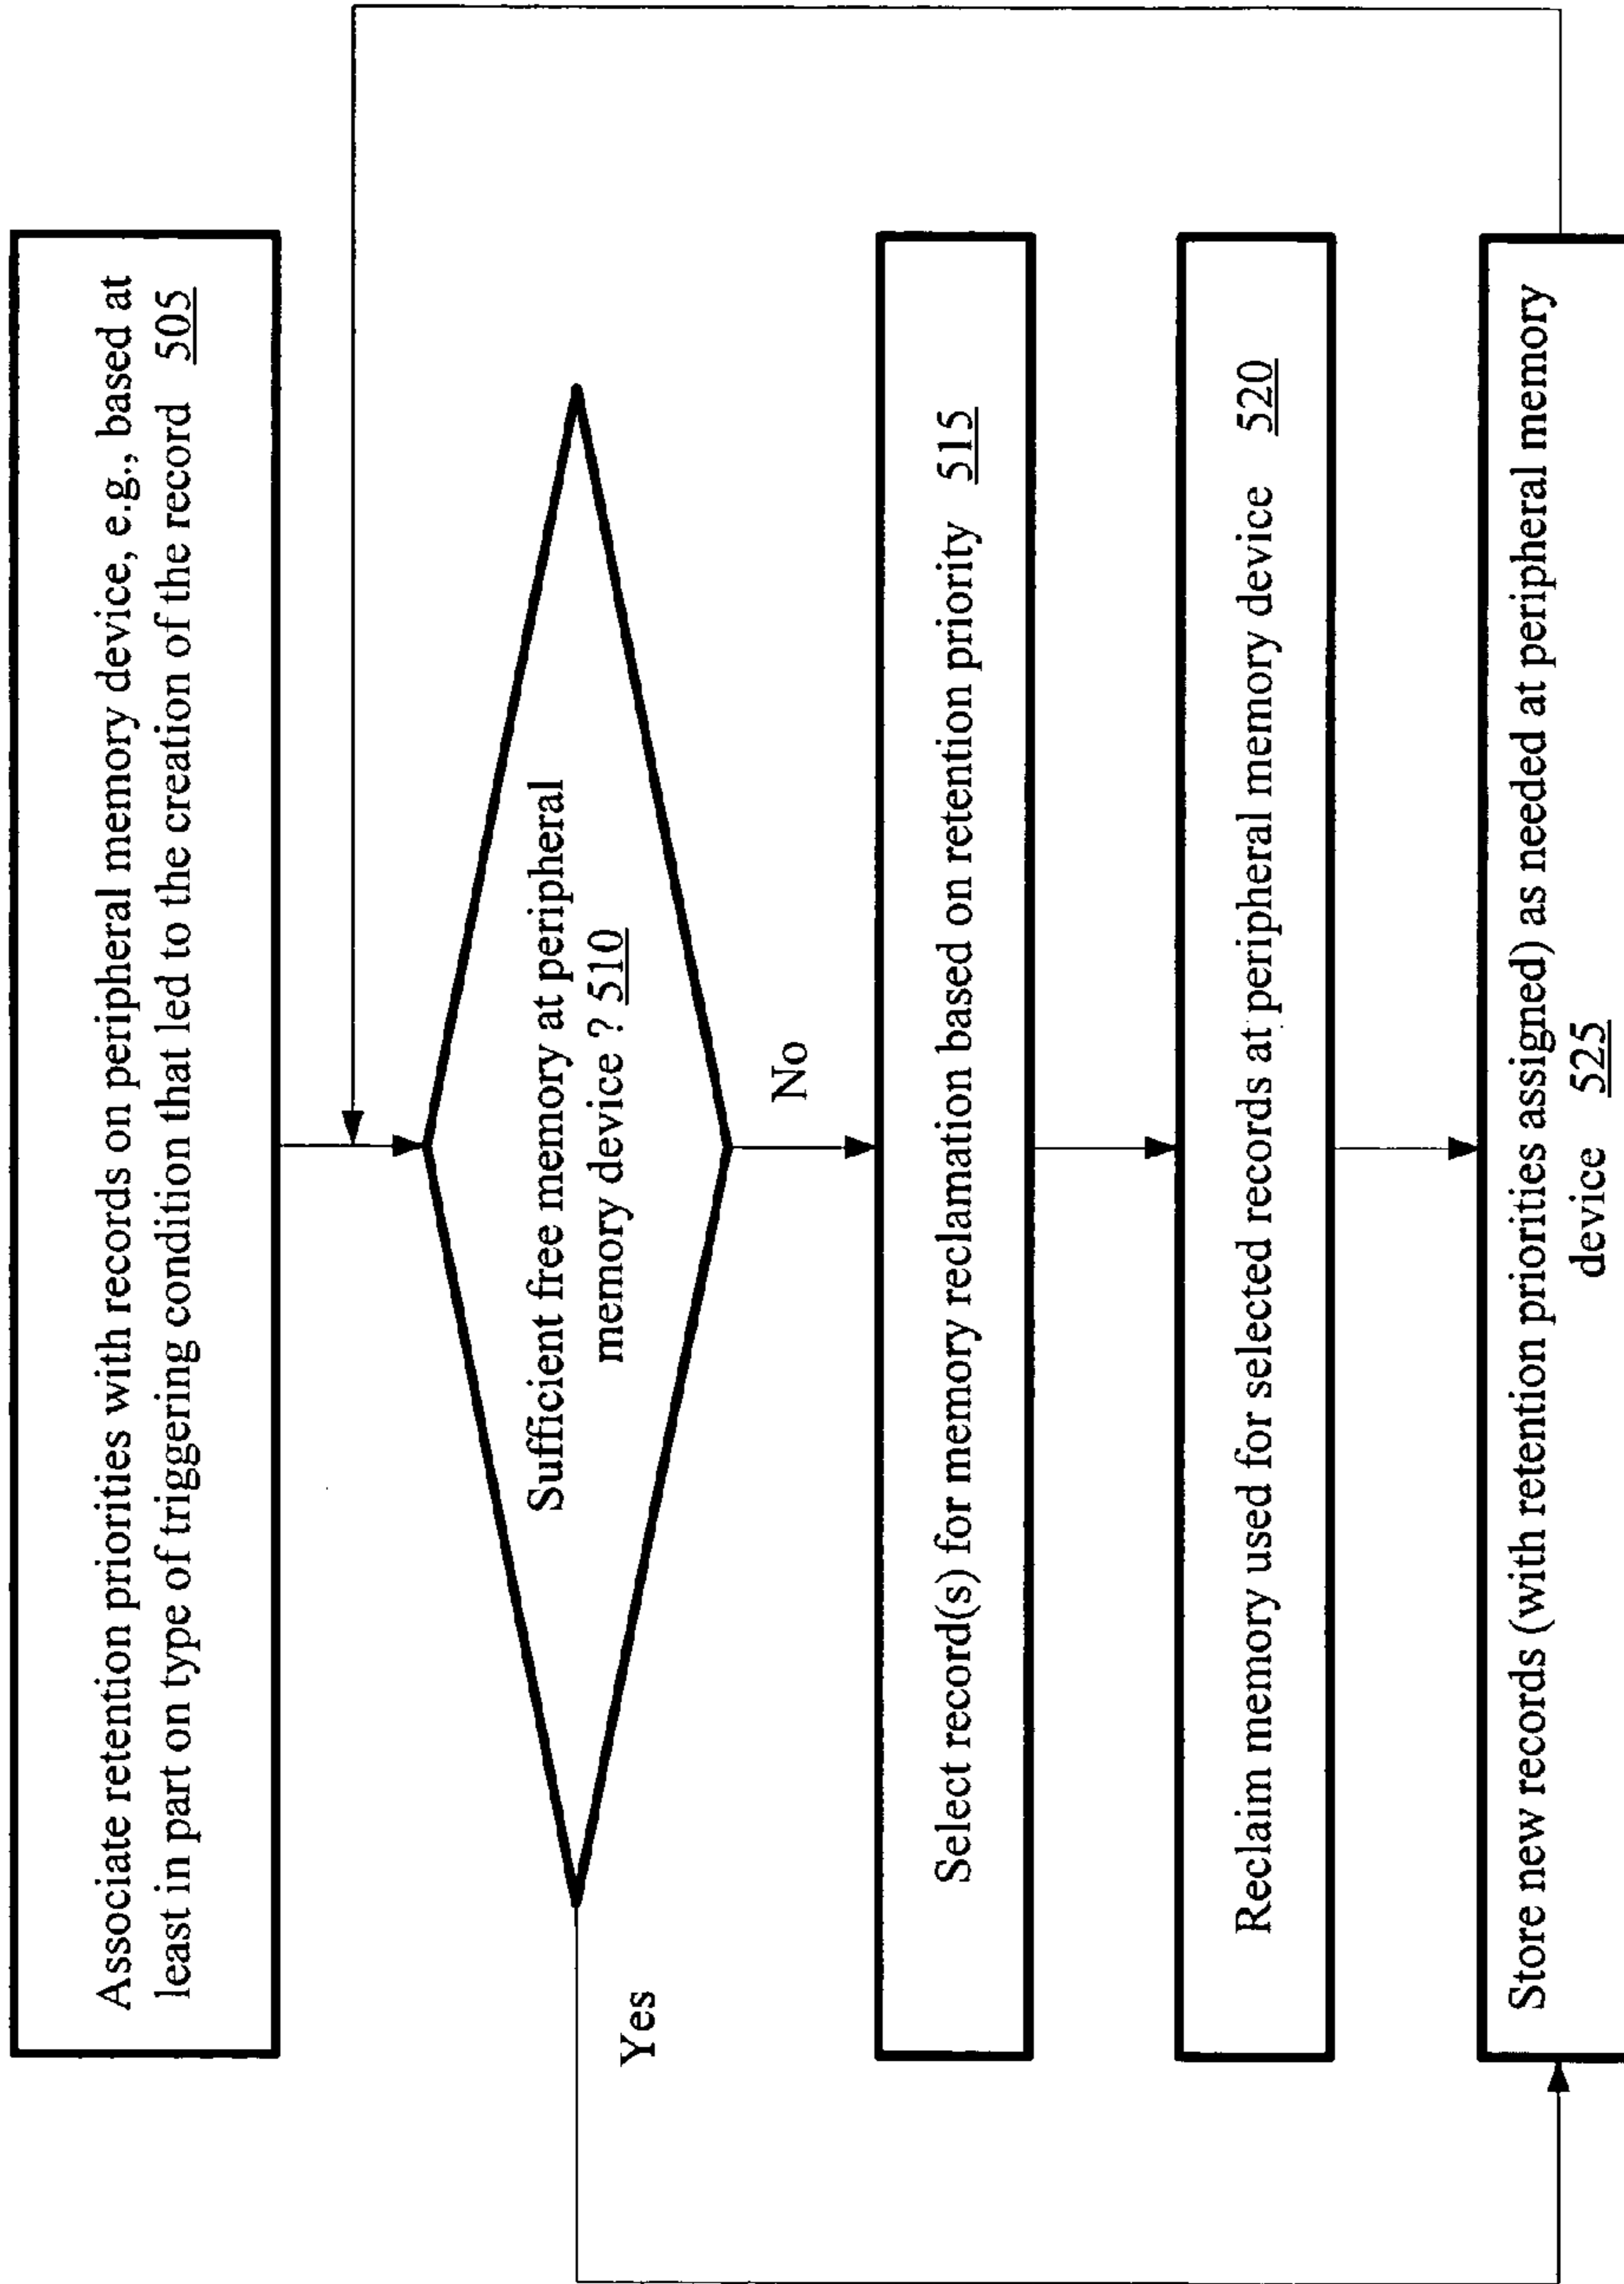 Associate retention priorities with records on peripheral memory device, e.g., based at
least in part on type of triggering condition that led to the creation of the record 505
Sufficient free memory at peripheral
memory device ? 510
Yes
No
Select record(s) for memory reclamation based on retention priority 515
Reclaim memory used for selected records at peripheral memory device 520
Store new records (with retention priorities assigned) as needed at peripheral memory
device 525